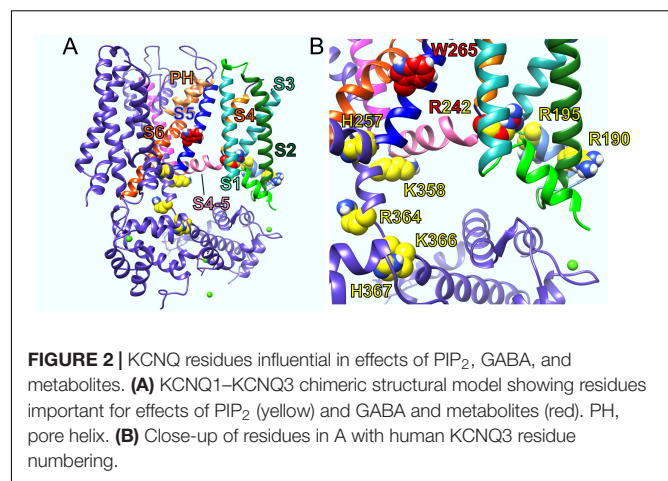 A
PH
S3
S5
S4
S6
S2
S1
S4-5
B
W265
R242
R195
H257
R190
K358
R364
K366
H367
FIGURE 2 | KCNQ residues influential in effects of PIP₂, GABA, and
metabolites. (A) KCNQ1–KCNQ3 chimeric structural model showing residues
important for effects of PIP₂ (yellow) and GABA and metabolites (red). PH,
pore helix. (B) Close-up of residues in A with human KCNQ3 residue
numbering.